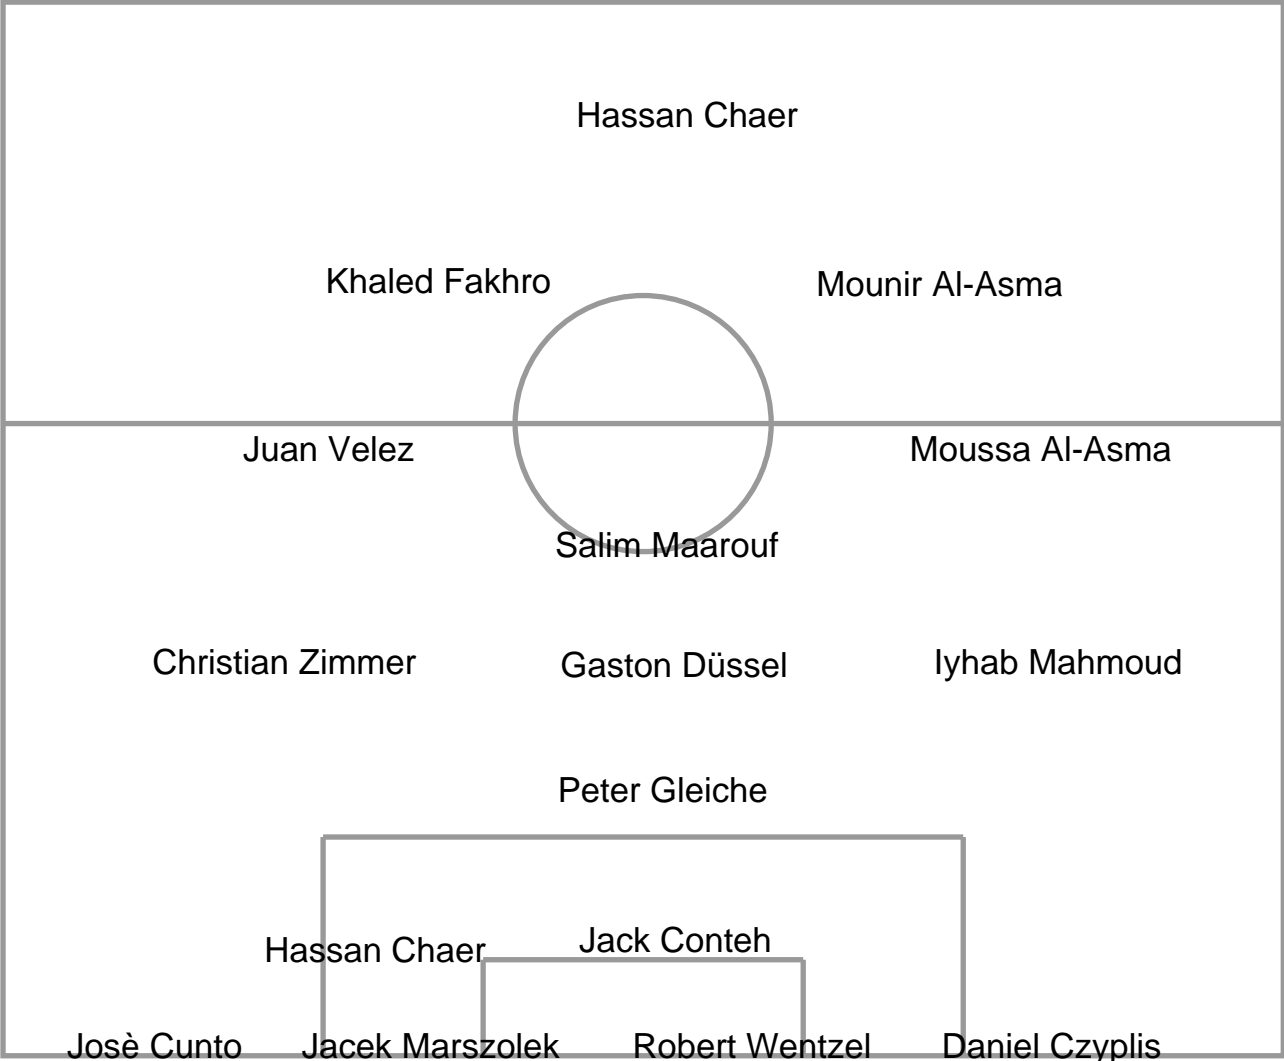 Hassan Chaer
Khaled Fakhro
Mounir Al-Asma
Juan Velez
Moussa Al-Asma
Salim Maarouf
Christian Zimmer
Gaston Düssel
Iyhab Mahmoud
Peter Gleiche
Hassan Chaer
Jack Conteh
Josè Cunto
Jacek Marszolek
Robert Wentzel
Daniel Czyplis